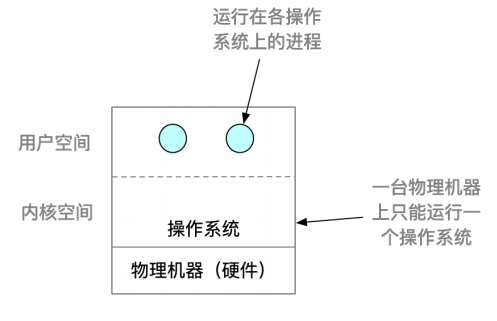 运行在各操作
系统上的进程
用户空间
内核空间
一台物理机器
上只能运行一
个操作系统
操作系统
物理机器（硬件）